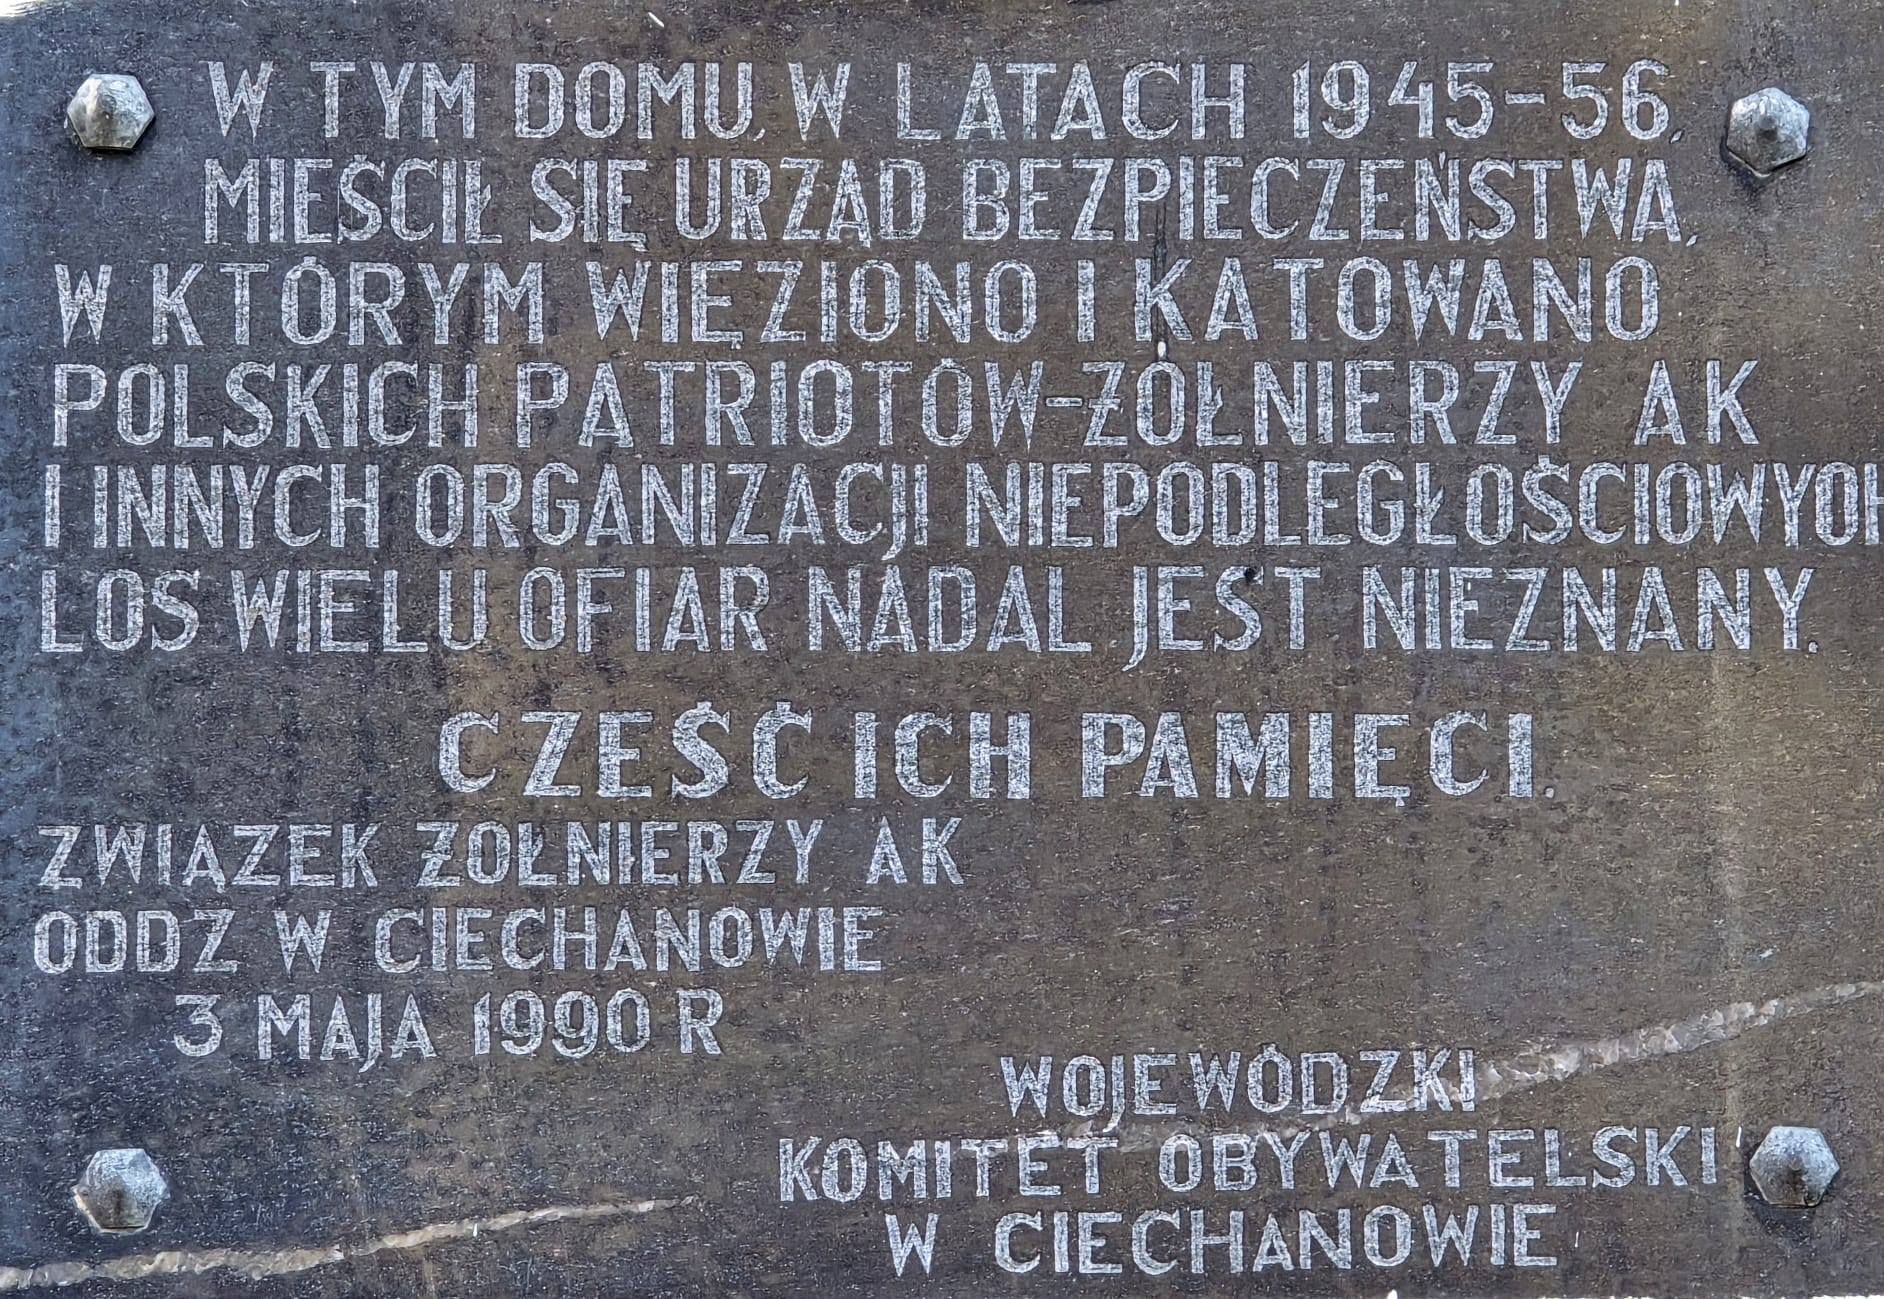 W TYM DOMU, W LATACH 1945-56,
MIEŚCIŁ SIĘ URZĄD BEZPIECZEŃSTWA,
W KTÓRYM WIĘZIONO I KATOWANO
POLSKICH PATRIOTÓW-ŻOŁNIERZY AK
I INNYCH ORGANIZACJI NIEPODLEGŁOŚCIOWYCH
LOS WIELU OFIAR NADAL JEST NIEZNANY.
CZEŚĆ ICH PAMIĘCI.
ZWIĄZEK ŻOŁNIERZY AK
ODDZ W CIECHANOWIE
3 MAJA 1990 R
WOJEWÓDZKI
KOMITET OBYWATELSKI
W CIECHANOWIE